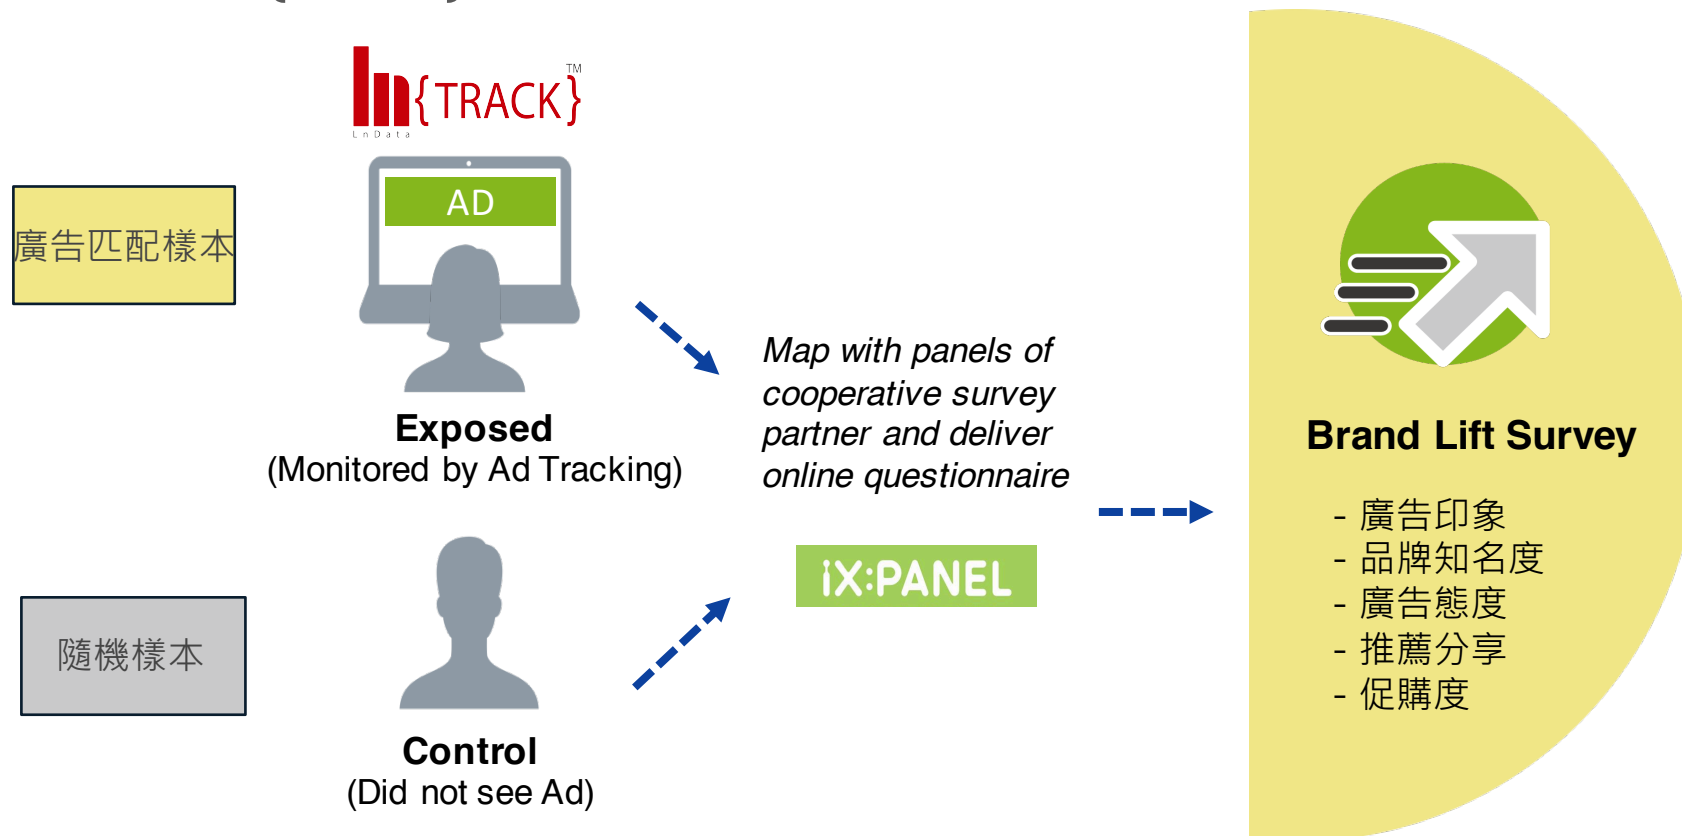 Ln{TRACK}™
LnData
AD
廣告匹配樣本
Exposed
(Monitored by Ad Tracking)
隨機樣本
Control
(Did not see Ad)
Map with panels of
cooperative survey
partner and deliver
online questionnaire
iX:PANEL
Brand Lift Survey
- 廣告印象
- 品牌知名度
- 廣告態度
- 推薦分享
- 促購度